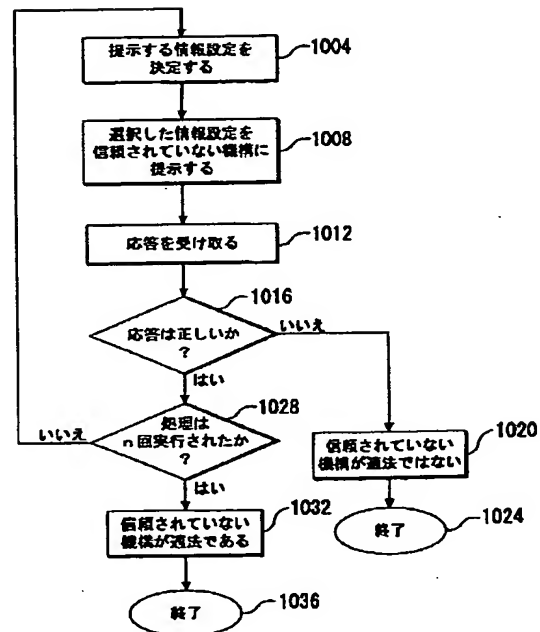 提示する情報設定を
決定する
1004
選択した情報設定を
信頼されていない機構に
提示する
1008
応答を受け取る
1012
1016
応答は正しいか
?
いいえ
はい
1028
処理は
n回実行されたか
?
いいえ
はい
信頼されていない
機構が適法ではない
1020
終了
1024
1032
信頼されていない
機構が適法である
終了
1036